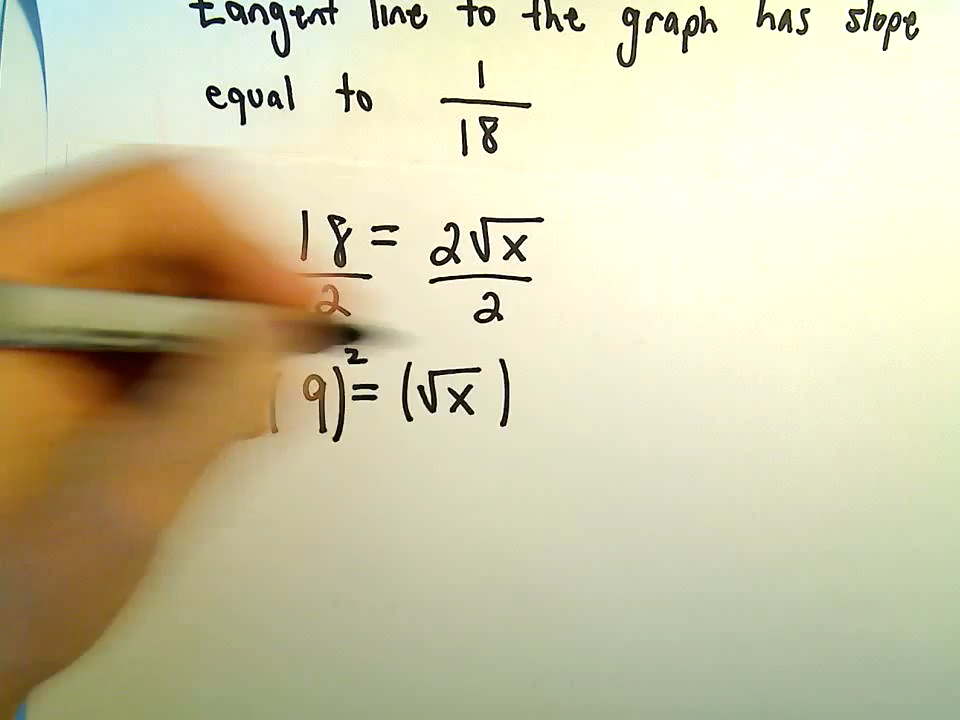 tangent line to the graph has slope
equal to 1/18
18/2 = 2√x/2
(9)² = (√x)